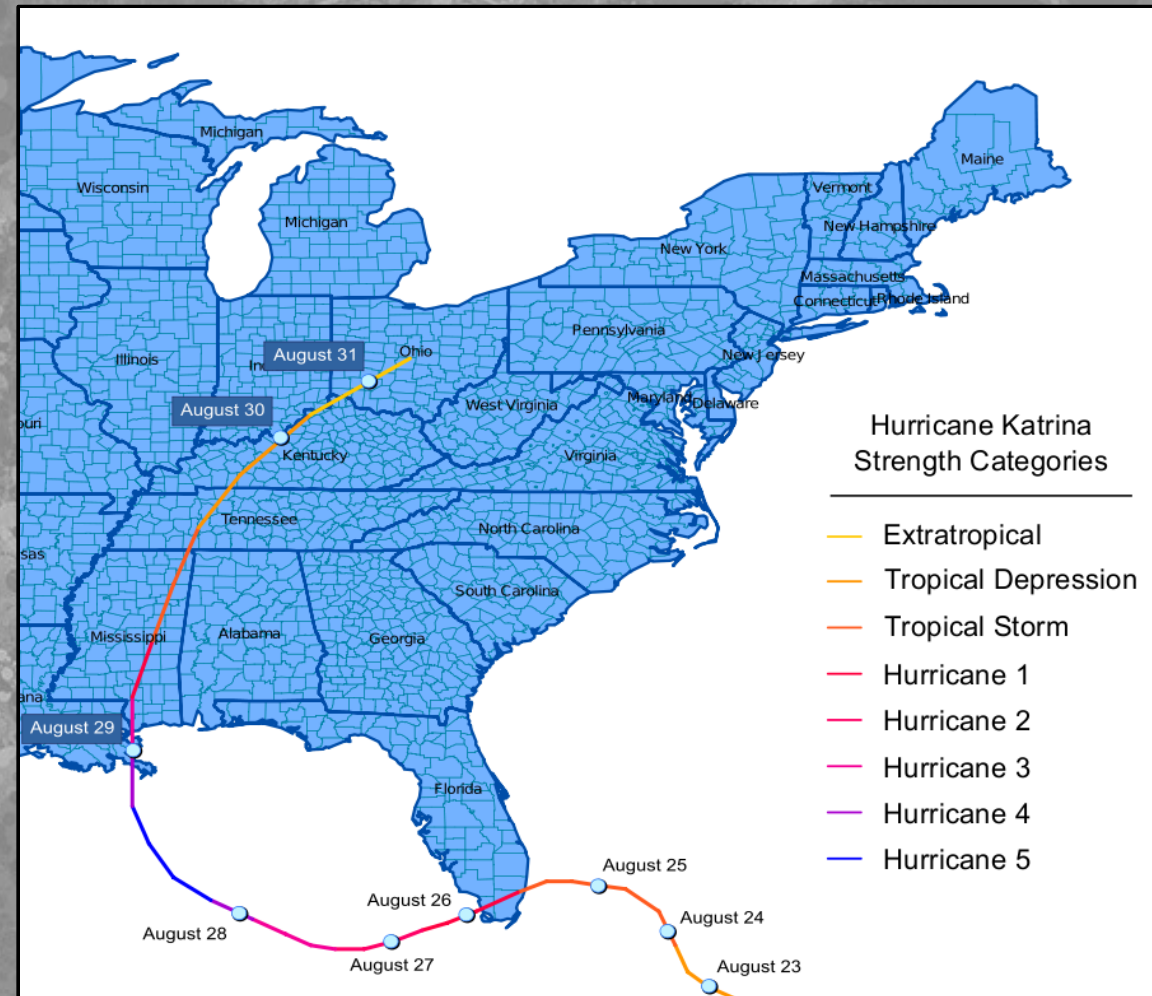 Michigan
Wisconsin
Michigan
Maine
Vermont
New Hampshire
New York
Massachusetts
Connecticut
Rhode Island
Pennsylvania
New Jersey
Ohio
Illinois
August 31
August 30
West Virginia
Maryland
Delaware
Kentucky
Virginia
Tennessee
North Carolina
South Carolina
Mississippi
Alabama
Georgia
August 29
Florida
August 25
August 26
August 24
August 28
August 27
August 23
Hurricane Katrina
Strength Categories
Extratropical
Tropical Depression
Tropical Storm
Hurricane 1
Hurricane 2
Hurricane 3
Hurricane 4
Hurricane 5